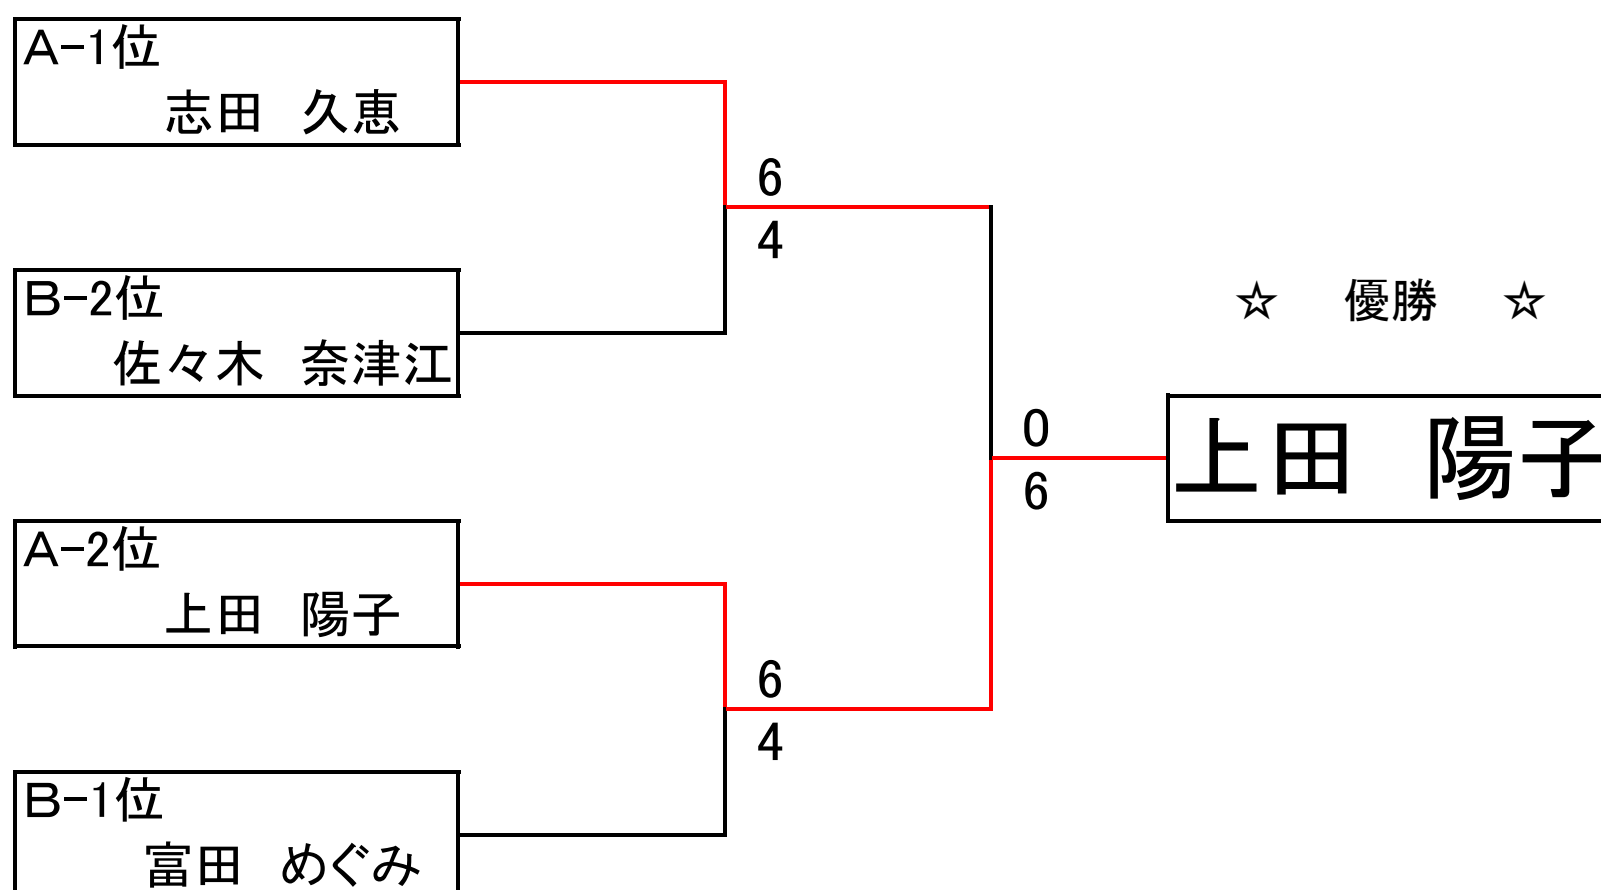 A-1位
志田　久恵
6
4
B-2位
佐々木　奈津江
☆　優勝　☆
0
6
上田　陽子
A-2位
上田　陽子
6
4
B-1位
富田　めぐみ